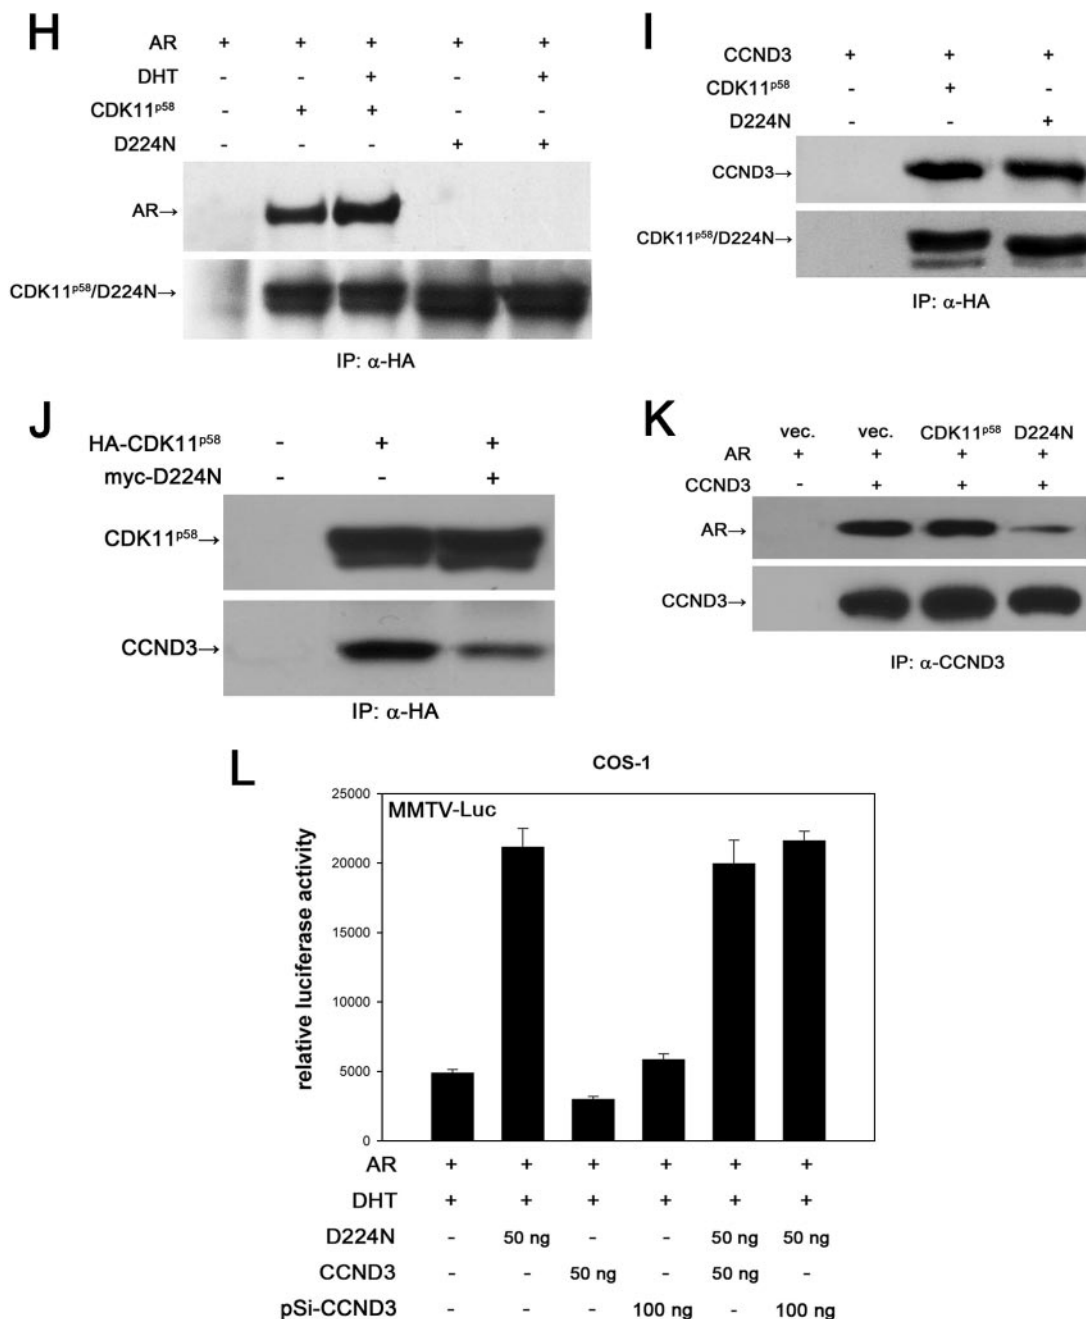 H
AR + + + + +
DHT - - + - +
CDK11p58 - + + - -
D224N - - - + +
AR→
CDK11p58/D224N→
IP: α-HA
I
CCND3 + + +
CDK11p58 - + -
D224N - - +
CCND3→
CDK11p58/D224N→
IP: α-HA
J
HA-CDK11p58 - + +
myc-D224N - - +
CDK11p58→
CCND3→
IP: α-HA
K
vec. vec. CDK11p58 D224N
AR + + + +
CCND3 - + + +
AR→
CCND3→
IP: α-CCND3
L
COS-1
MMTV-Luc
relative luciferase activity
25000
20000
15000
10000
5000
0
AR + + + + + +
DHT + + + + + +
D224N - 50 ng - - 50 ng 50 ng
CCND3 - - 50 ng - 50 ng -
pSi-CCND3 - - - 100 ng - 100 ng